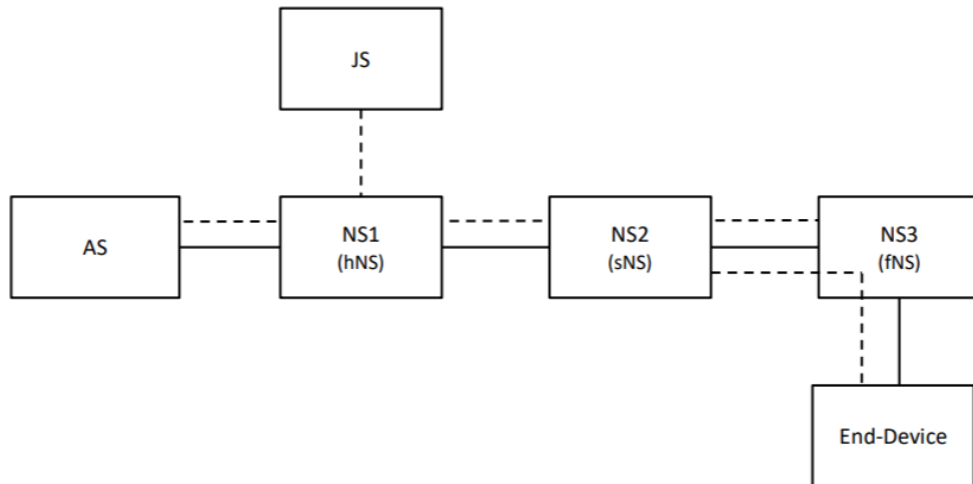 JS
AS
NS1
(hNS)
NS2
(sNS)
NS3
(fNS)
End-Device